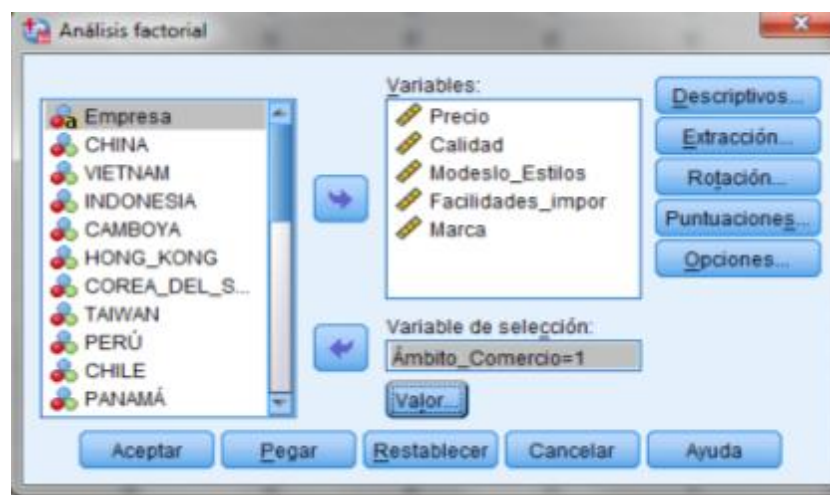 Análisis factorial
Empresa
CHINA
VIETNAM
INDONESIA
CAMBOYA
HONG_KONG
COREA_DEL_S...
TAIWAN
PERÚ
CHILE
PANAMÁ
Variables:
Precio
Calidad
Modeslo_Estilos
Facilidades_impor
Marca
Variable de selección:
Ámbito_Comercio=1
Valor...
Descriptivos...
Extracción...
Rotación...
Puntuaciones...
Opciones...
Aceptar
Pegar
Restablecer
Cancelar
Ayuda